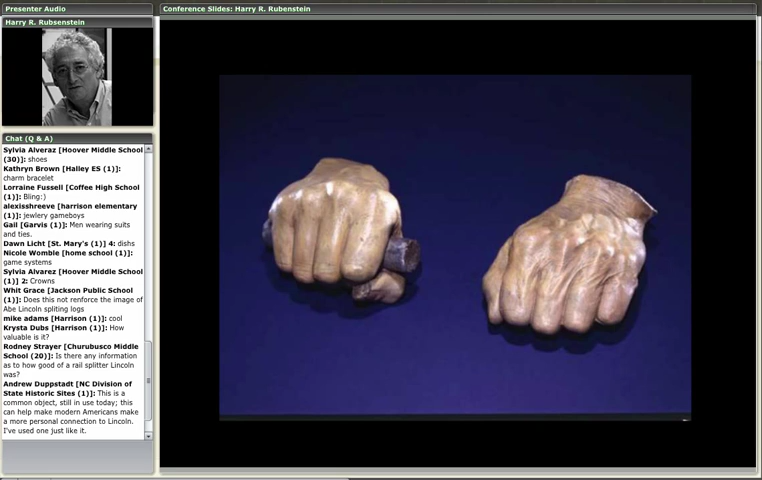 Presenter Audio
Harry R. Rubsenstein
Chat (Q & A)
Sylvia Alveraz [Hoover Middle School
(30)]: shoes
Kathryn Brown [Halley ES (1)]:
charm bracelet
Lorraine Fussell [Coffee High School
(1)]: Bling:)
alexisshreeve [harrison elementary
(1)]: jewlery gameboys
Gail [Garvis (1)]: Men wearing suits
and ties.
Dawn Licht [St. Mary's (1)] 4: dishs
Nicole Womble [home school (1)]:
game systems
Sylvia Alvarez [Hoover Middle School
(1)] 2: Crowns
Whit Grace [Jackson Public School
(1)]: Does this not renforce the image of
Abe Lincoln spliting logs
mike adams [Harrison (1)]: cool
Krysta Dubs [Harrison (1)]: How
valuable is it?
Rodney Strayer [Churubusco Middle
School (20)]: Is there any information
as to how good of a rail splitter Lincoln
was?
Andrew Duppstadt [NC Division of
State Historic Sites (1)]: This is a
common object, still in use today; this
can help make modern Americans make
a more personal connection to Lincoln.
I've used one just like it.
Conference Slides: Harry R. Rubenstein